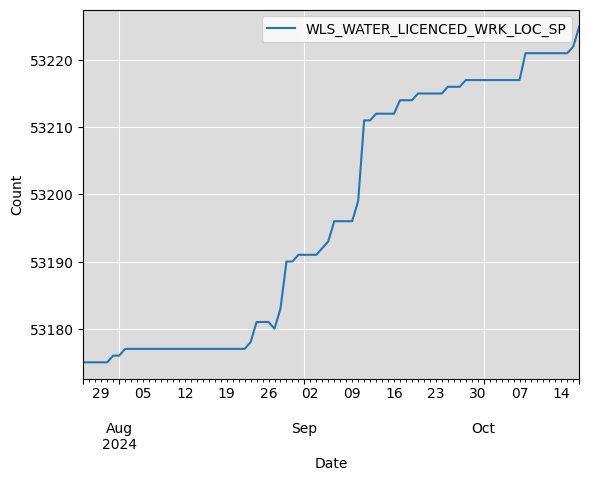 WLS_WATER_LICENCED_WRK_LOC_SP
53220
53210
53200
53190
53180
Count
29 05 12 19 26 02 09 16 23 30 07 14
Aug Sep Oct
2024
Date